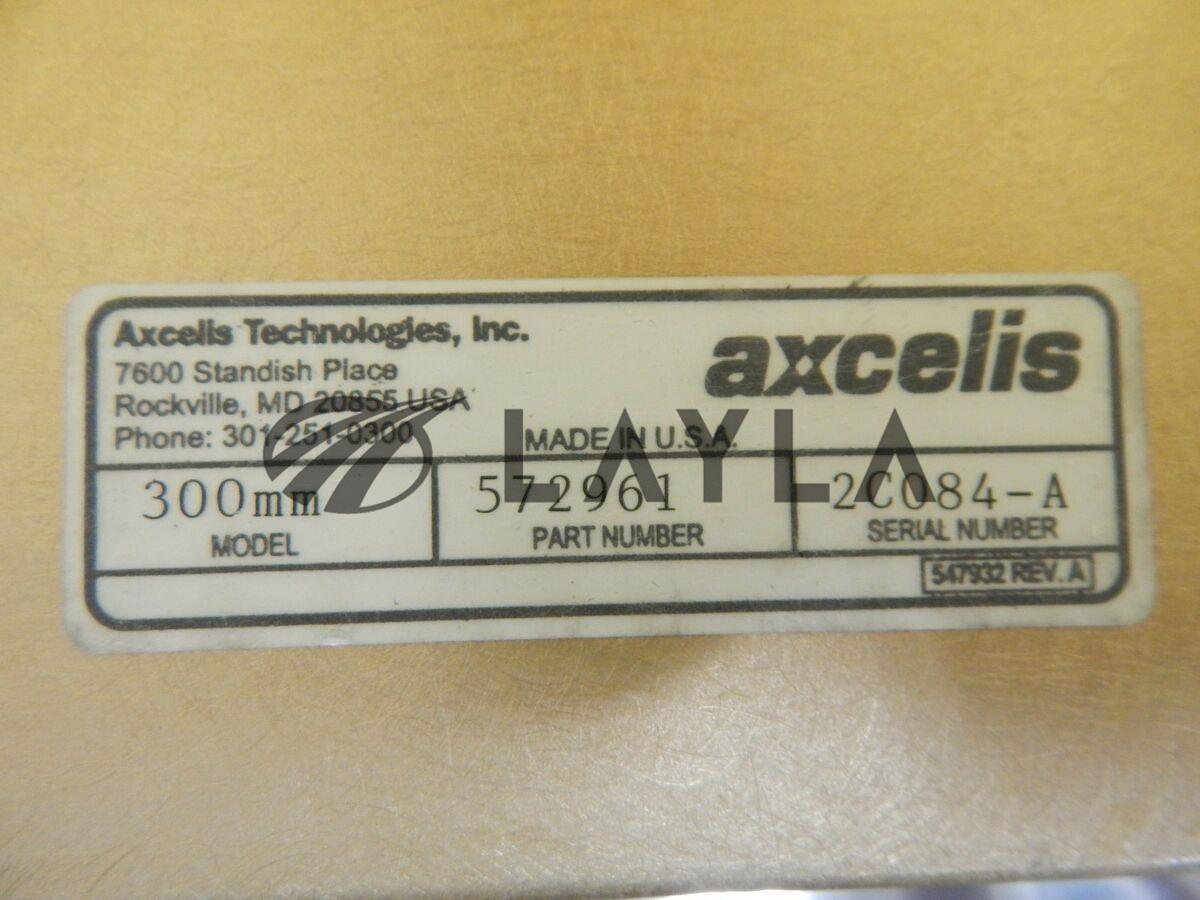 Axcelis Technologies, Inc.
axcelis
7600 Standish Place
Rockville, MD 20855 USA
Phone: 301-251-0300
MADE IN U.S.A.
LAYLA
300mm 572961 2C084-A
MODEL PART NUMBER SERIAL NUMBER
547932 REV. A